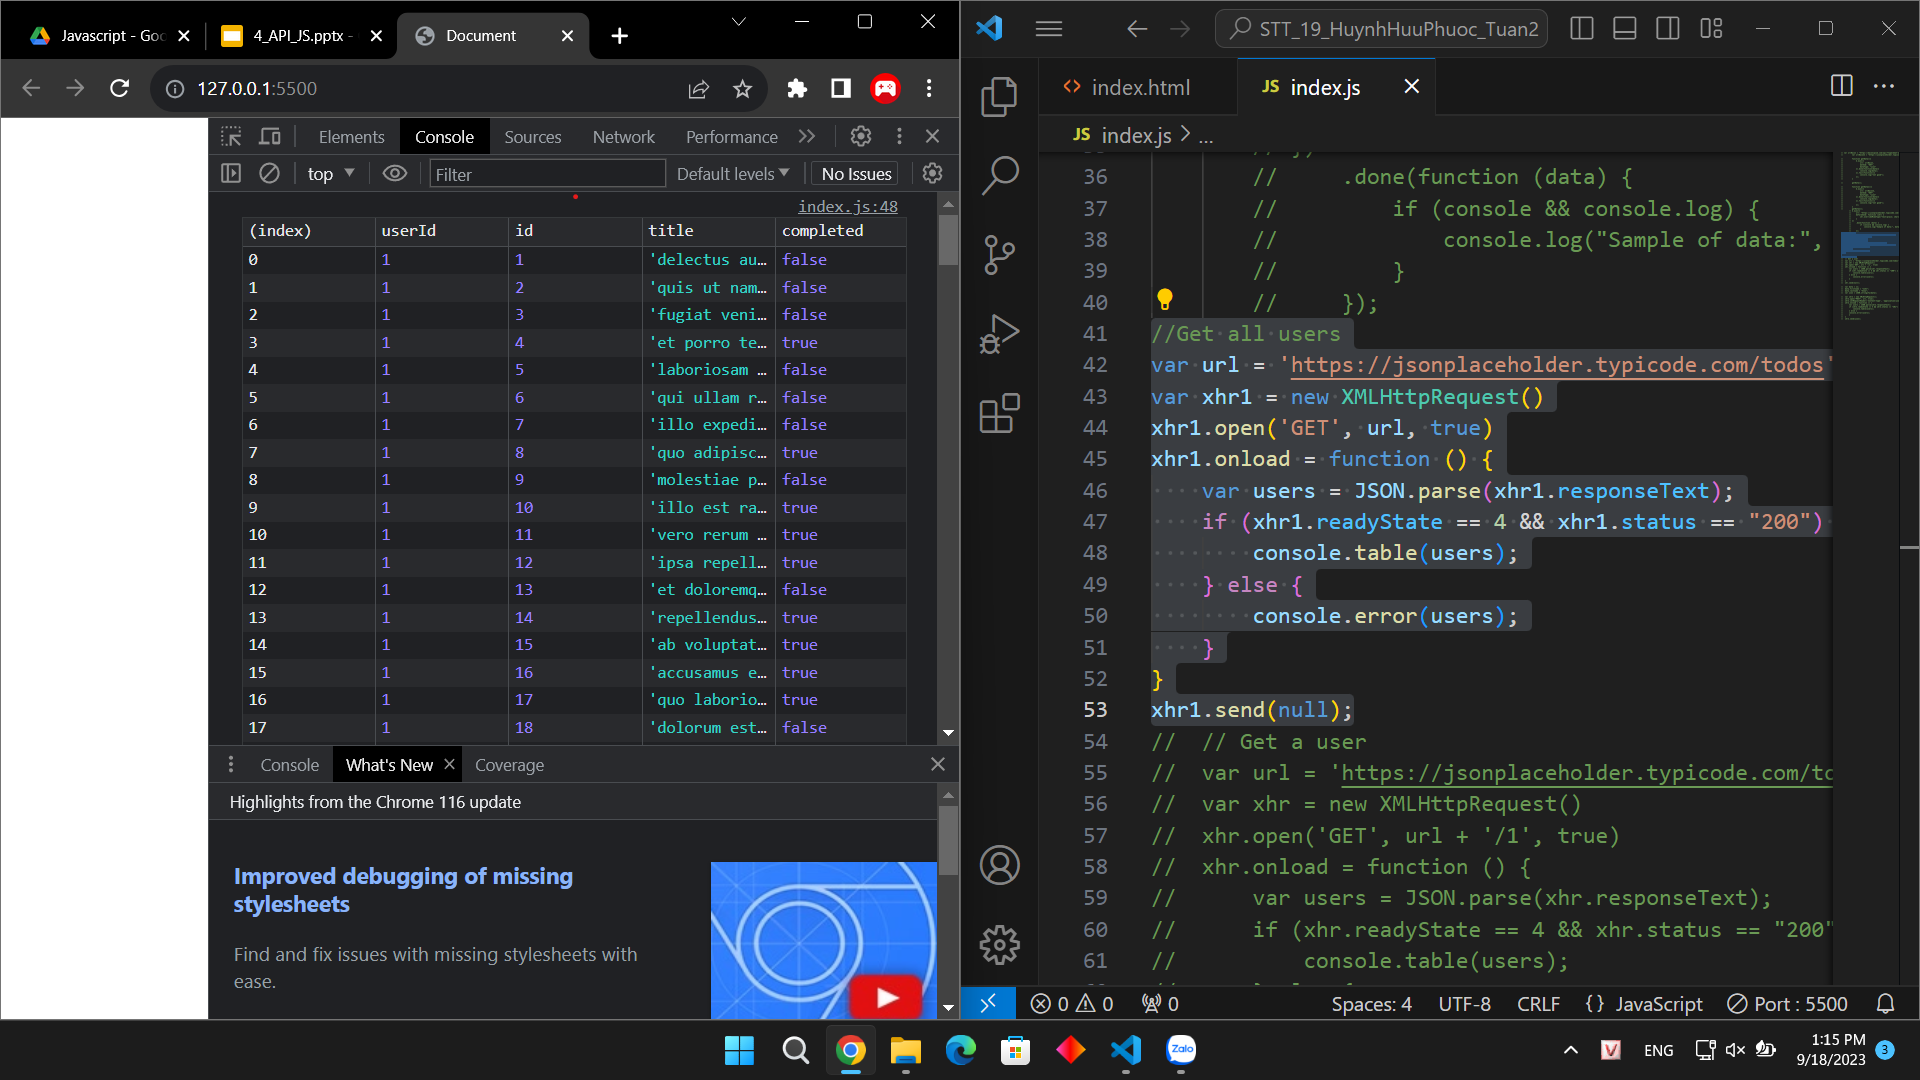 Javascript - Goo
4_API_JS.pptx -
Document
127.0.0.1:5500
Elements
Console
Sources
Network
Performance
top
Filter
Default levels
No Issues
index.js:48
(index) userId id title completed
0 1 1 'delectus au… false
1 1 2 'quis ut nam… false
2 1 3 'fugiat veni… false
3 1 4 'et porro te… true
4 1 5 'laboriosam … false
5 1 6 'qui ullam r… false
6 1 7 'illo expedi… false
7 1 8 'quo adipisc… true
8 1 9 'molestiae p… false
9 1 10 'illo est ra… true
10 1 11 'vero rerum … true
11 1 12 'ipsa repell… true
12 1 13 'et doloremq… false
13 1 14 'repellendus… true
14 1 15 'ab voluptat… true
15 1 16 'accusamus e… true
16 1 17 'quo laborio… true
17 1 18 'dolorum est… false
Console
What's New
Coverage
Highlights from the Chrome 116 update
Improved debugging of missing
stylesheets
Find and fix issues with missing stylesheets with
ease.
STT_19_HuynhHuuPhuoc_Tuan2
index.html
JS index.js
JS index.js > ...
36 // .done(function (data) {
37 // if (console && console.log) {
38 // console.log("Sample of data:",
39 // }
40 // });
41 //Get all users
42 var url = 'https://jsonplaceholder.typicode.com/todos'
43 var xhr1 = new XMLHttpRequest()
44 xhr1.open('GET', url, true)
45 xhr1.onload = function () {
46 var users = JSON.parse(xhr1.responseText);
47 if (xhr1.readyState == 4 && xhr1.status == "200")
48 console.table(users);
49 } else {
50 console.error(users);
51 }
52 }
53 xhr1.send(null);
54 // // Get a user
55 // var url = 'https://jsonplaceholder.typicode.com/to
56 // var xhr = new XMLHttpRequest()
57 // xhr.open('GET', url + '/1', true)
58 // xhr.onload = function () {
59 // var users = JSON.parse(xhr.responseText);
60 // if (xhr.readyState == 4 && xhr.status == "200"
61 // console.table(users);
0 0 0
Spaces: 4
UTF-8
CRLF
{ } JavaScript
Port : 5500
Zalo
V
ENG
1:15 PM
9/18/2023
3